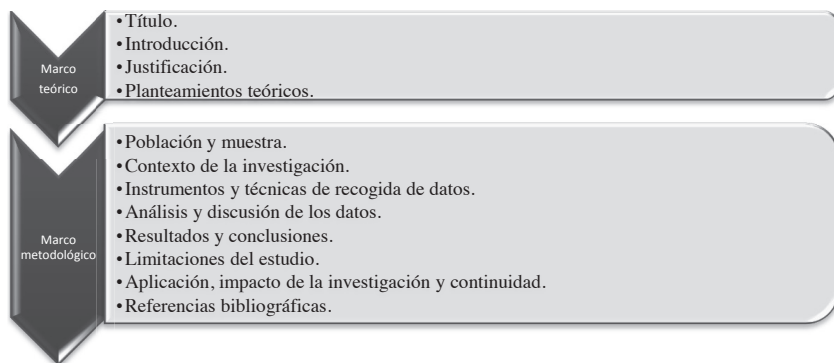 Marco
teórico
•Título.
•Introducción.
•Justificación.
•Planteamientos teóricos.
Marco
metodológico
•Población y muestra.
•Contexto de la investigación.
•Instrumentos y técnicas de recogida de datos.
•Análisis y discusión de los datos.
•Resultados y conclusiones.
•Limitaciones del estudio.
•Aplicación, impacto de la investigación y continuidad.
•Referencias bibliográficas.